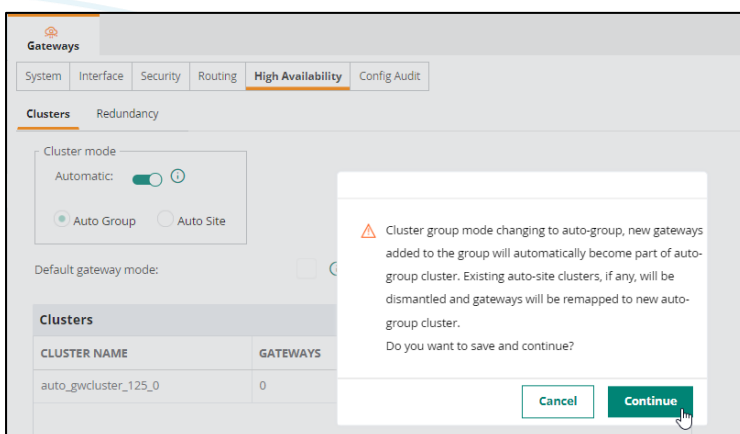 Gateways
System Interface Security Routing High Availability Config Audit
Clusters Redundancy
Cluster mode
Automatic:
Auto Group Auto Site
Default gateway mode:
Clusters
CLUSTER NAME GATEWAYS
auto_gwcluster_125_0 0
Cluster group mode changing to auto-group, new gateways
added to the group will automatically become part of auto-
group cluster. Existing auto-site clusters, if any, will be
dismantled and gateways will be remapped to new auto-
group cluster.
Do you want to save and continue?
Cancel Continue